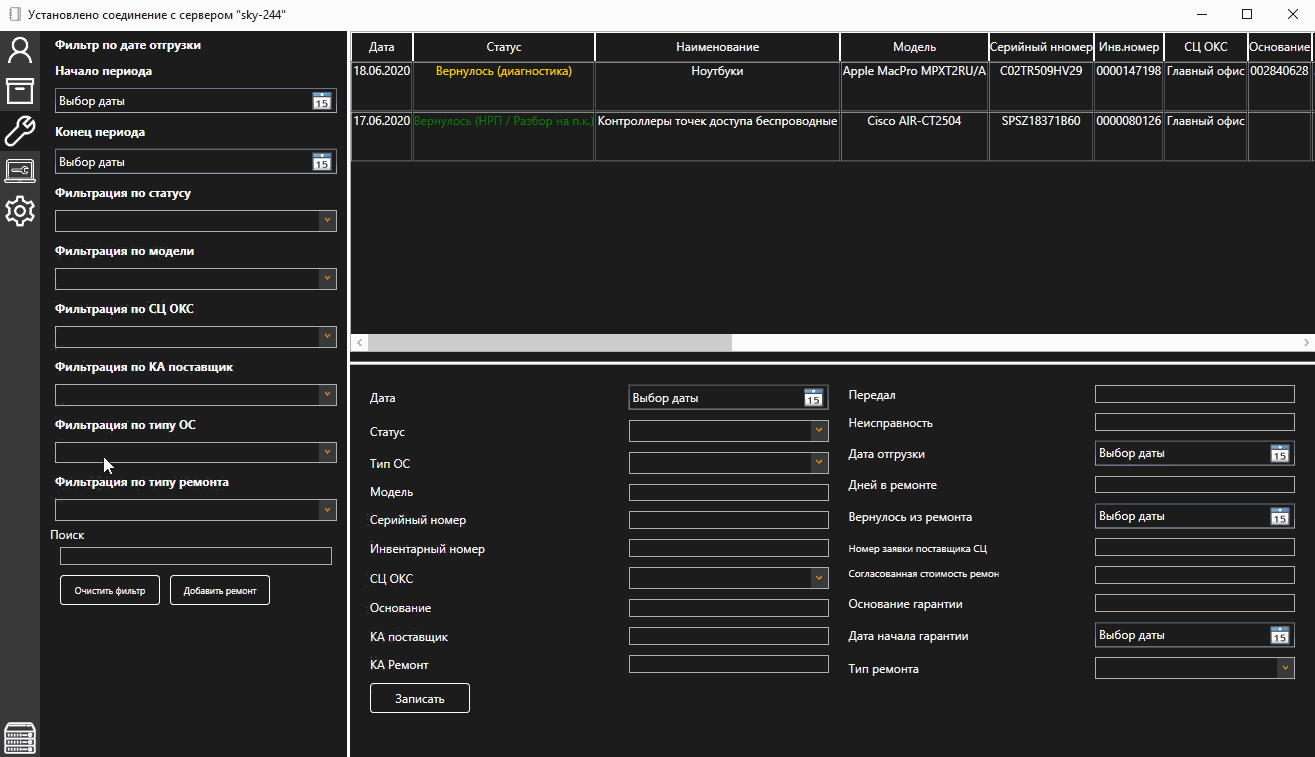 Установлено соединение с сервером "sky-244"
Фильтр по дате отгрузки
Начало периода
Выбор даты
15
Конец периода
Выбор даты
15
Фильтрация по статусу
Фильтрация по модели
Фильтрация по СЦ ОКС
Фильтрация по КА поставщик
Фильтрация по типу ОС
Фильтрация по типу ремонта
Поиск
Очистить фильтр
Добавить ремонт
Дата Статус Наименование Модель Серийный нномер Инв.номер СЦ ОКС Основание
18.06.2020 Вернулось (диагностика) Ноутбуки Apple MacPro MPXT2RU/A C02TR509HV29 0000147198 Главный офис 002840628
17.06.2020 Вернулось (НРП / Разбор на п.к.) Контроллеры точек доступа беспроводные Cisco AIR-CT2504 SPSZ18371B60 0000080126 Главный офис
Дата Выбор даты 15
Статус
Тип ОС
Модель
Серийный номер
Инвентарный номер
СЦ ОКС
Основание
КА поставщик
КА Ремонт
Записать
Передал
Неисправность
Дата отгрузки Выбор даты 15
Дней в ремонте
Вернулось из ремонта Выбор даты 15
Номер заявки поставщика СЦ
Согласованная стоимость ремон
Основание гарантии
Дата начала гарантии Выбор даты 15
Тип ремонта